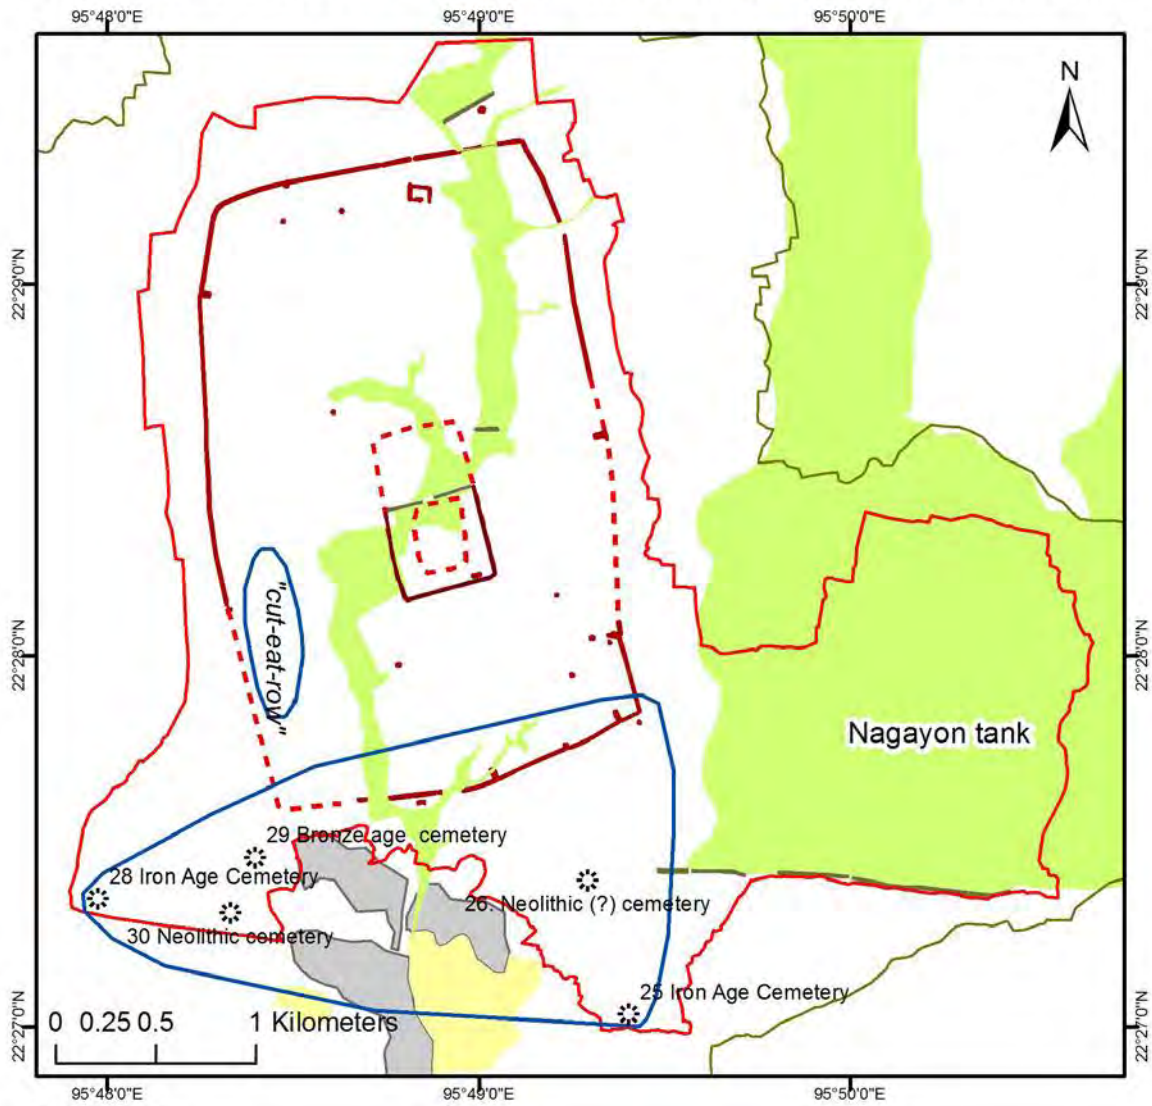 95°48'0"E 95°49'0"E 95°50'0"E
N
22°29'0"N 22°29'0"N
"cut-eat-row"
22°28'0"N 22°28'0"N
Nagayon tank
29 Bronze age cemetery
28 Iron Age Cemetery
26. Neolithic (?) cemetery
30 Neolithic cemetery
25 Iron Age Cemetery
0 0.25 0.5 1 Kilometers
22°27'0"N 22°27'0"N
95°48'0"E 95°49'0"E 95°50'0"E